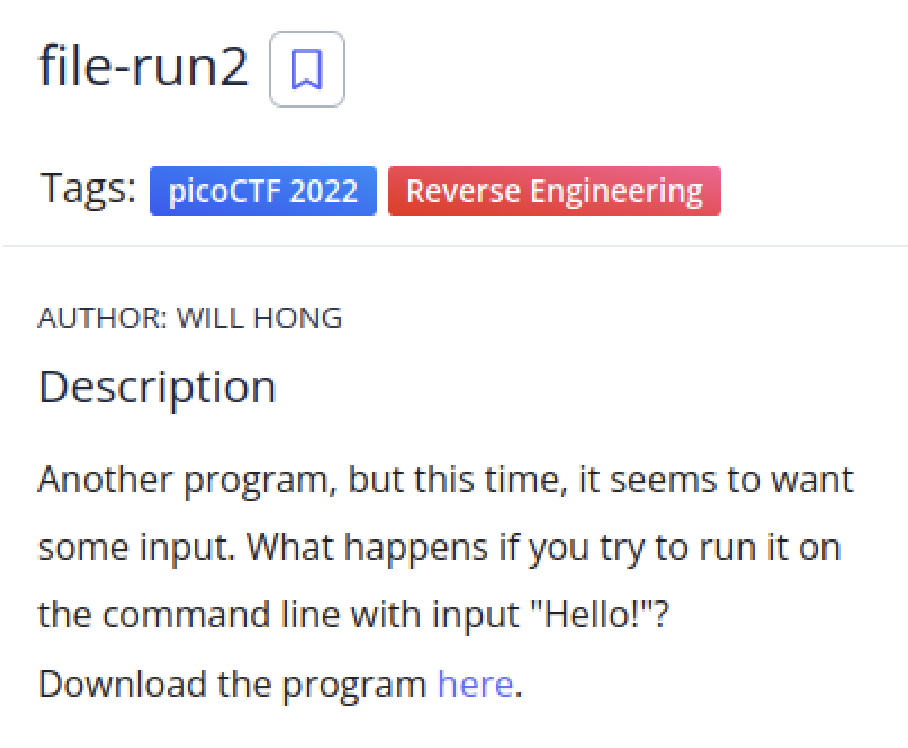 file-run2
Tags: picoCTF 2022 Reverse Engineering
AUTHOR: WILL HONG
Description
Another program, but this time, it seems to want
some input. What happens if you try to run it on
the command line with input "Hello!"?
Download the program here.